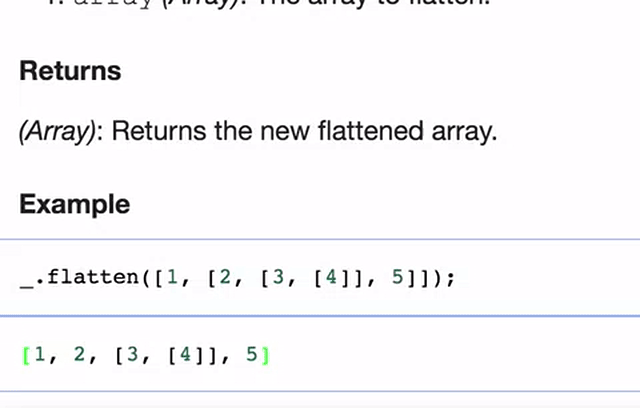 1. array (Array): The array to flatten.
Returns
(Array): Returns the new flattened array.
Example
_.flatten([1, [2, [3, [4]], 5]]);
[1, 2, [3, [4]], 5]